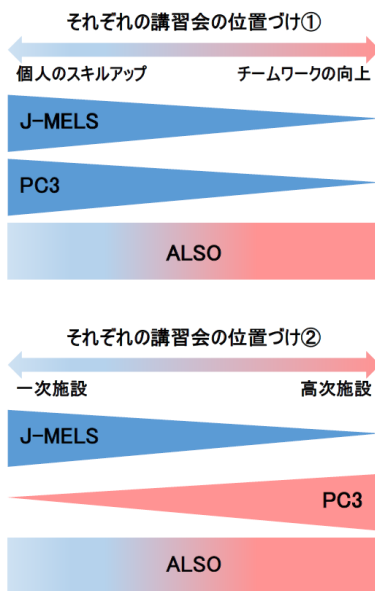 それぞれの講習会の位置づけ①
個人のスキルアップ チームワークの向上
J-MELS
PC3
ALSO
それぞれの講習会の位置づけ②
一次施設 高次施設
J-MELS
PC3
ALSO